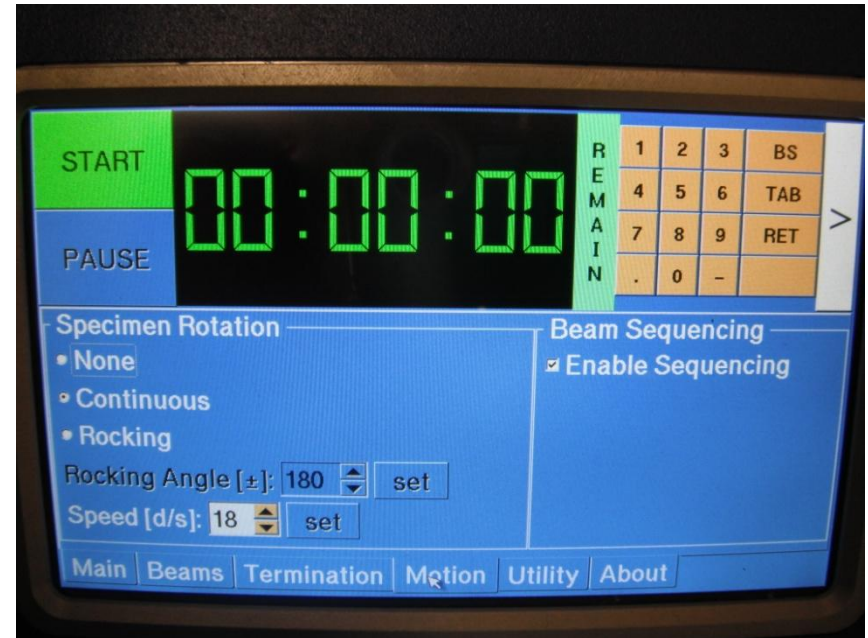 START
PAUSE
00:00:00
REMAIN
1 2 3 BS
4 5 6 TAB
7 8 9 RET
. 0 -
>
Specimen Rotation
None
Continuous
Rocking
Rocking Angle [±]: 180 set
Speed [d/s]: 18 set
Beam Sequencing
Enable Sequencing
Main Beams Termination Motion Utility About